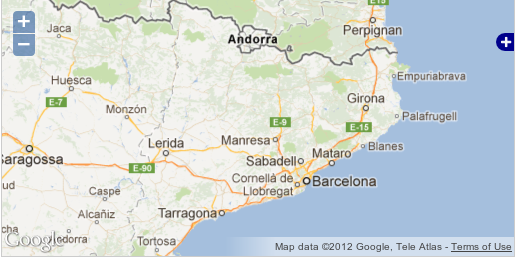 E-15
Perpignan
+
−
Jaca
Andorra
+
Huesca
Empuriabrava
E-7
Girona
Monzón
Palafrugell
E-9
E-15
Lerida
Manresa
Blanes
Saragossa
Mataro
Sabadell
E-90
Cornellà de
Llobregat
Barcelona
Caspe
Tarragona
Alcañiz
Google
Tortosa
Map data ©2012 Google, Tele Atlas - Terms of Use